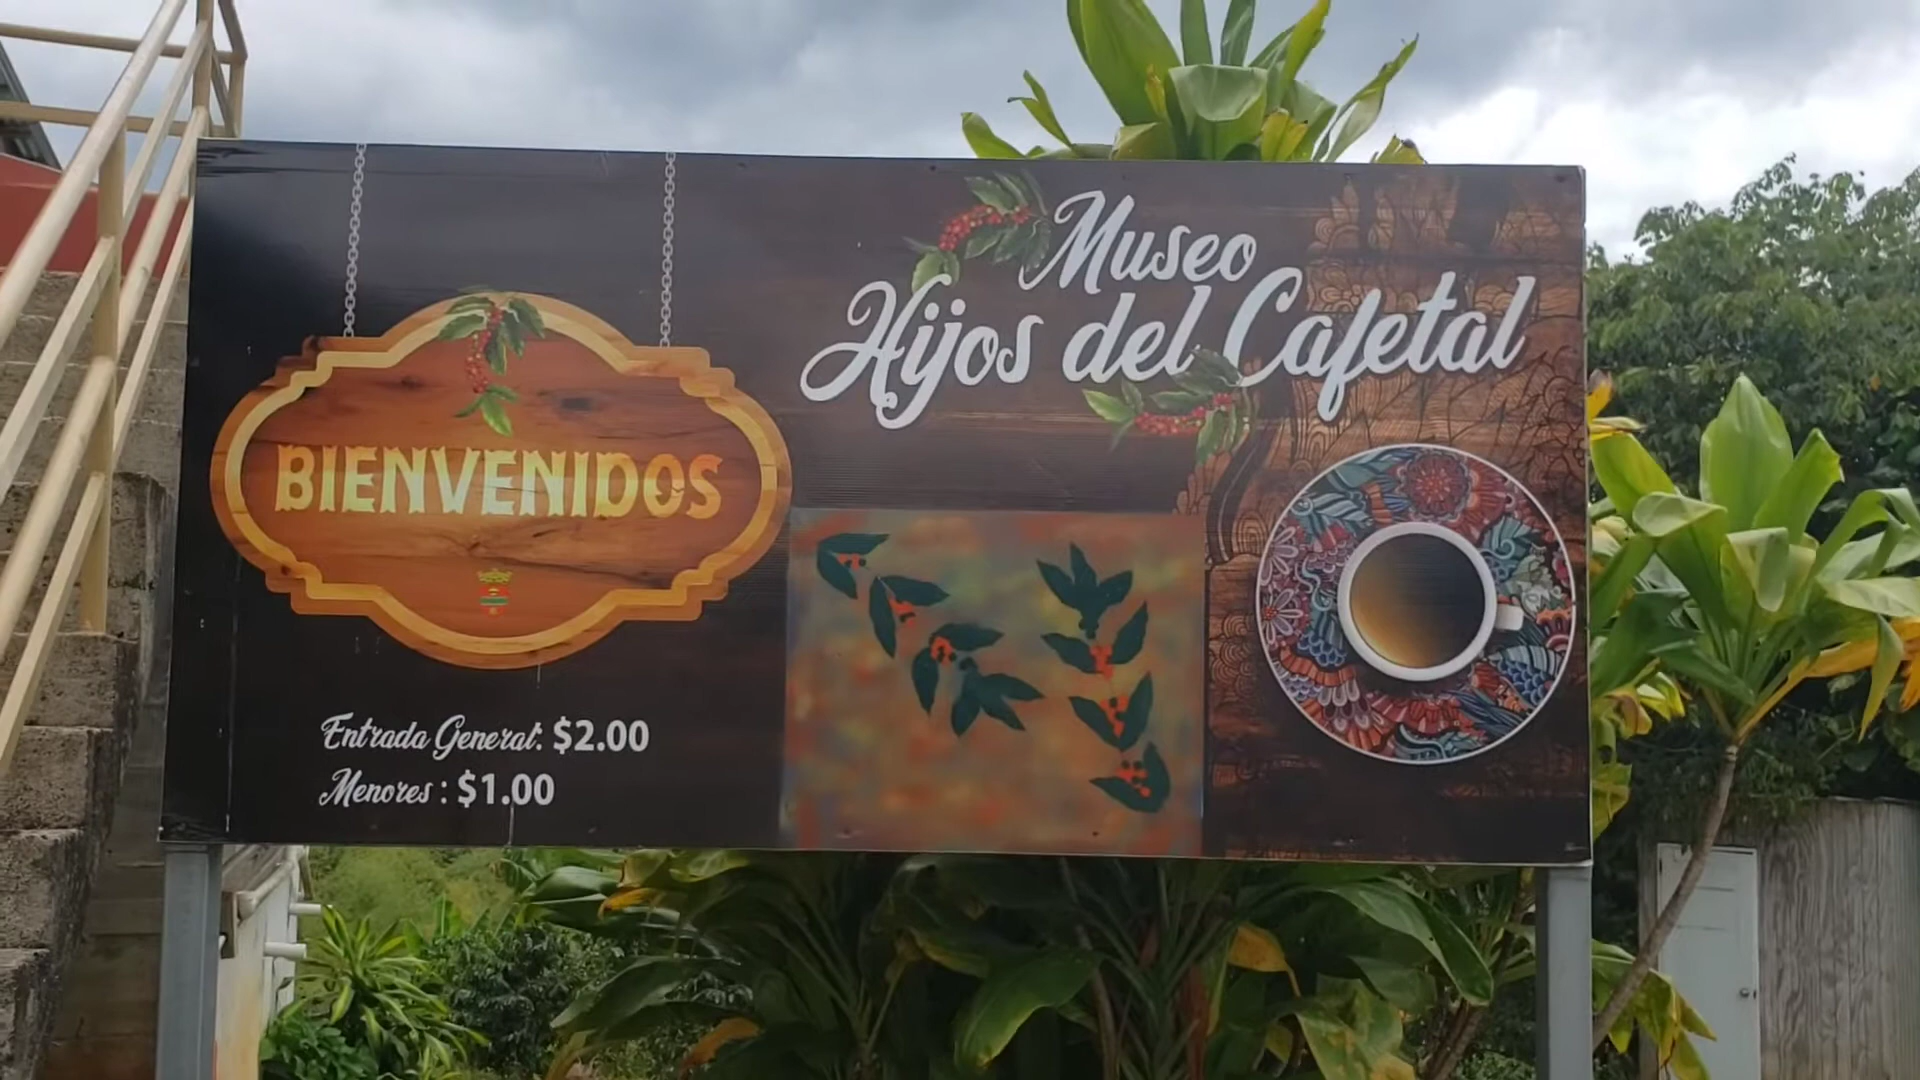 BIENVENIDOS
Museo
Hijos del Cafetal
Entrada General: $2.00
Menores : $1.00